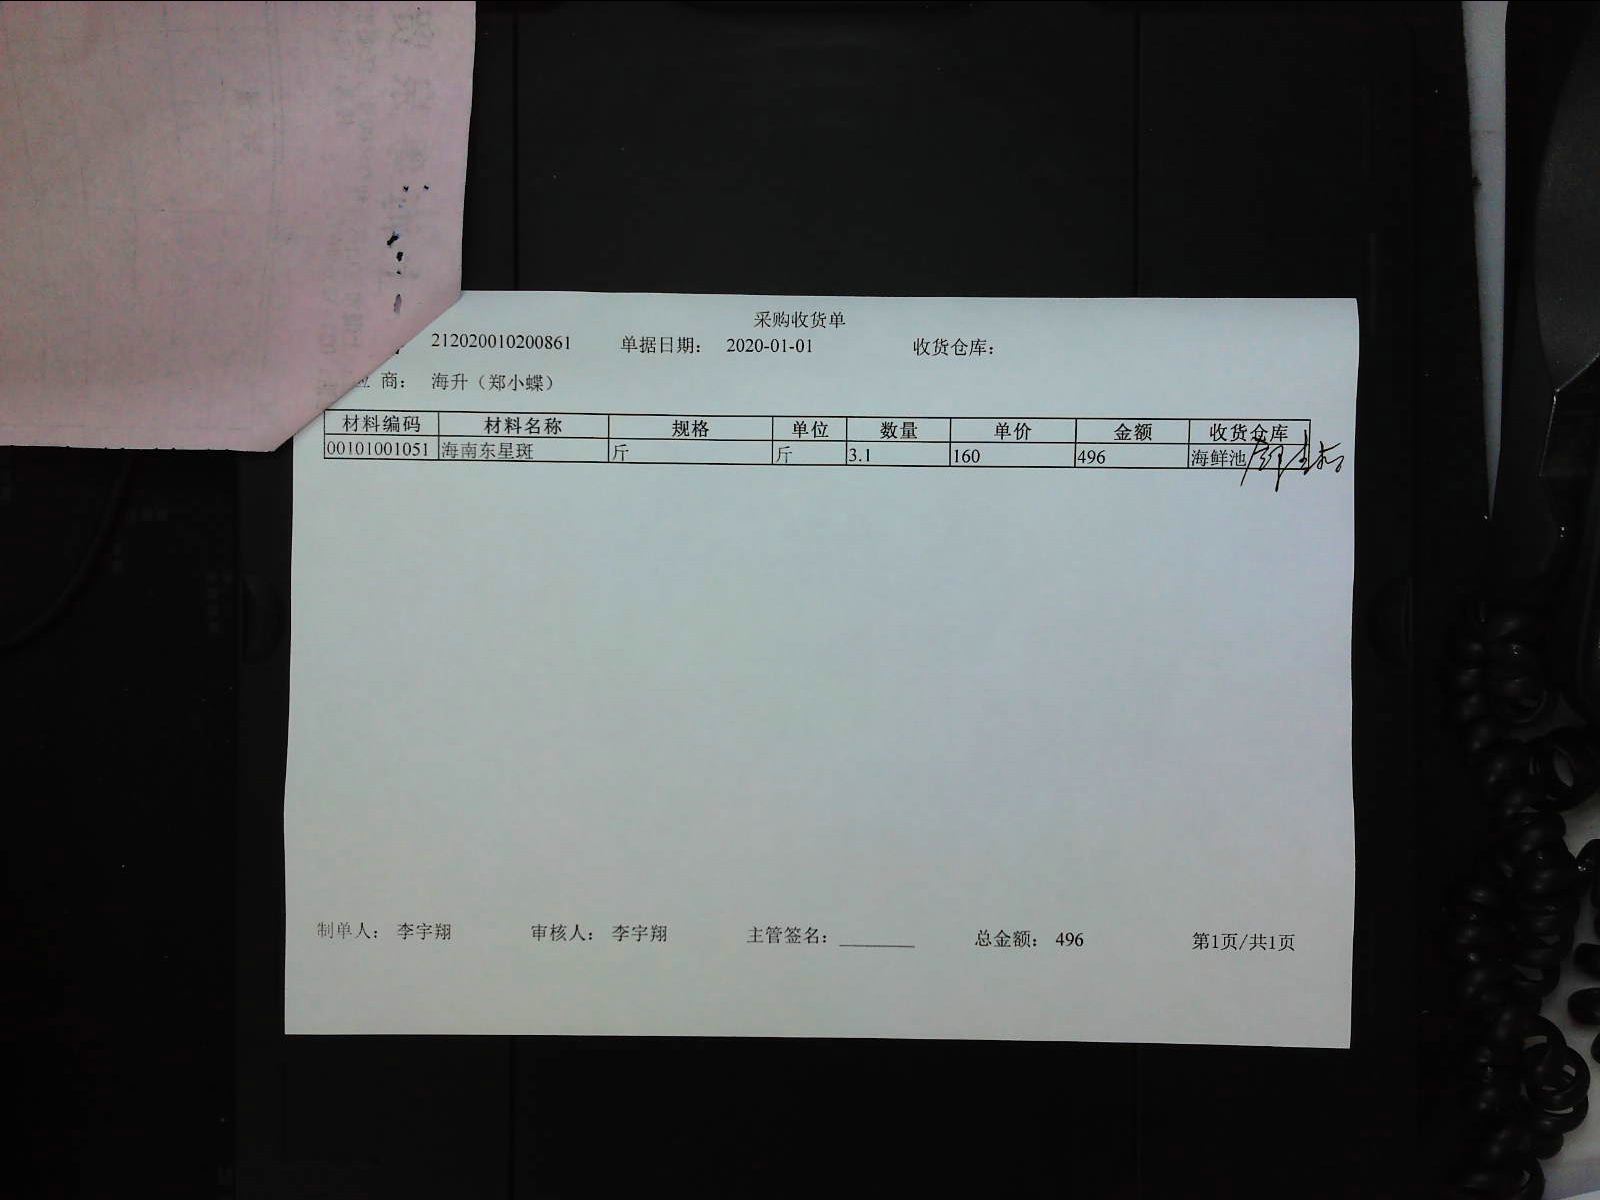 采购收货单
212020010200861 单据日期： 2020-01-01 收货仓库：
商： 海升（郑小蝶）
材料编码 材料名称 规格 单位 数量 单价 金额 收货仓库
00101001051 海南东星斑 斤 斤 3.1 160 496 海鲜池
制单人： 李宇翔 审核人： 李宇翔 主管签名： ________ 总金额： 496 第1页/共1页